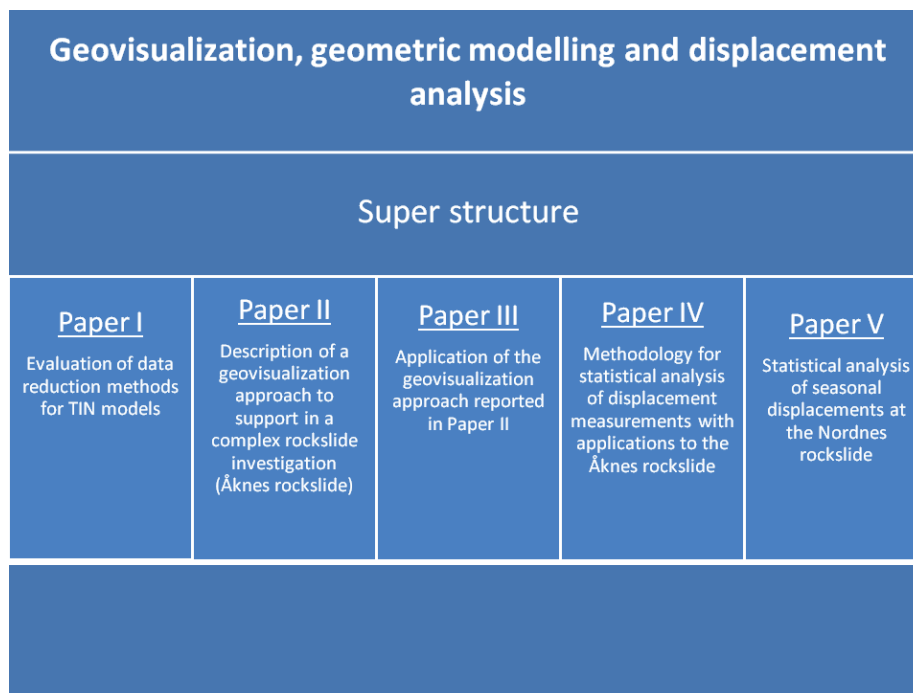 Geovisualization, geometric modelling and displacement
analysis
Super structure
Paper I
Evaluation of data
reduction methods
for TIN models
Paper II
Description of a
geovisualization
approach to
support in a
complex rockslide
investigation
(Åknes rockslide)
Paper III
Application of the
geovisualization
approach reported
in Paper II
Paper IV
Methodology for
statistical analysis
of displacement
measurements with
applications to the
Åknes rockslide
Paper V
Statistical analysis
of seasonal
displacements at
the Nordnes
rockslide